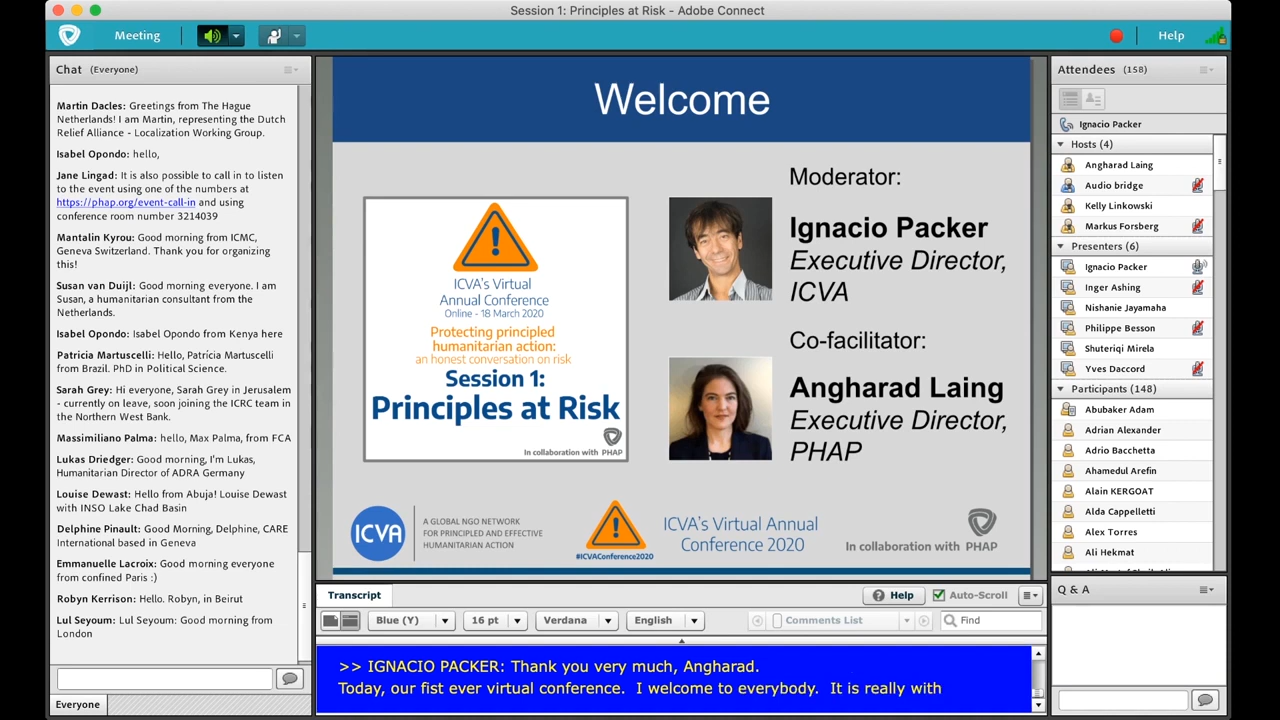 Session 1: Principles at Risk - Adobe Connect
Meeting
Help
Chat (Everyone)
Martin Dacles: Greetings from The Hague
Netherlands! I am Martin, representing the Dutch
Relief Alliance - Localization Working Group.
Isabel Opondo: hello,
Jane Lingad: It is also possible to call in to listen
to the event using one of the numbers at
https://phap.org/event-call-in and using
conference room number 3214039
Mantalin Kyrou: Good morning from ICMC,
Geneva Switzerland. Thank you for organizing
this!
Susan van Duijl: Good morning everyone. I am
Susan, a humanitarian consultant from the
Netherlands.
Isabel Opondo: Isabel Opondo from Kenya here
Patricia Martuscelli: Hello, Patrícia Martuscelli
from Brazil. PhD in Political Science.
Sarah Grey: Hi everyone, Sarah Grey in Jerusalem
- currently on leave, soon joining the ICRC team in
the Northern West Bank.
Massimiliano Palma: hello, Max Palma, from FCA
Lukas Driedger: Good morning, I'm Lukas,
Humanitarian Director of ADRA Germany
Louise Dewast: Hello from Abuja! Louise Dewast
with INSO Lake Chad Basin
Delphine Pinault: Good Morning, Delphine, CARE
International based in Geneva
Emmanuelle Lacroix: Good morning everyone
from confined Paris :)
Robyn Kerrison: Hello. Robyn, in Beirut
Lul Seyoum: Lul Seyoum: Good morning from
London
Everyone
Welcome
ICVA's Virtual
Annual Conference
Online - 18 March 2020
Protecting principled
humanitarian action:
an honest conversation on risk
Session 1:
Principles at Risk
In collaboration with PHAP
Moderator:
Ignacio Packer
Executive Director,
ICVA
Co-facilitator:
Angharad Laing
Executive Director,
PHAP
ICVA
A GLOBAL NGO NETWORK
FOR PRINCIPLED AND EFFECTIVE
HUMANITARIAN ACTION
#ICVAConference2020
ICVA's Virtual Annual
Conference 2020
In collaboration with PHAP
Transcript
Help
Auto-Scroll
Blue (Y)
16 pt
Verdana
English
Comments List
Find
>> IGNACIO PACKER: Thank you very much, Angharad.
Today, our fist ever virtual conference. I welcome to everybody. It is really with
Attendees (158)
Ignacio Packer
Hosts (4)
Angharad Laing
Audio bridge
Kelly Linkowski
Markus Forsberg
Presenters (6)
Ignacio Packer
Inger Ashing
Nishanie Jayamaha
Philippe Besson
Shuteriqi Mirela
Yves Daccord
Participants (148)
Abubaker Adam
Adrian Alexander
Adrio Bacchetta
Ahamedul Arefin
Alain KERGOAT
Alda Cappelletti
Alex Torres
Ali Hekmat
Q & A